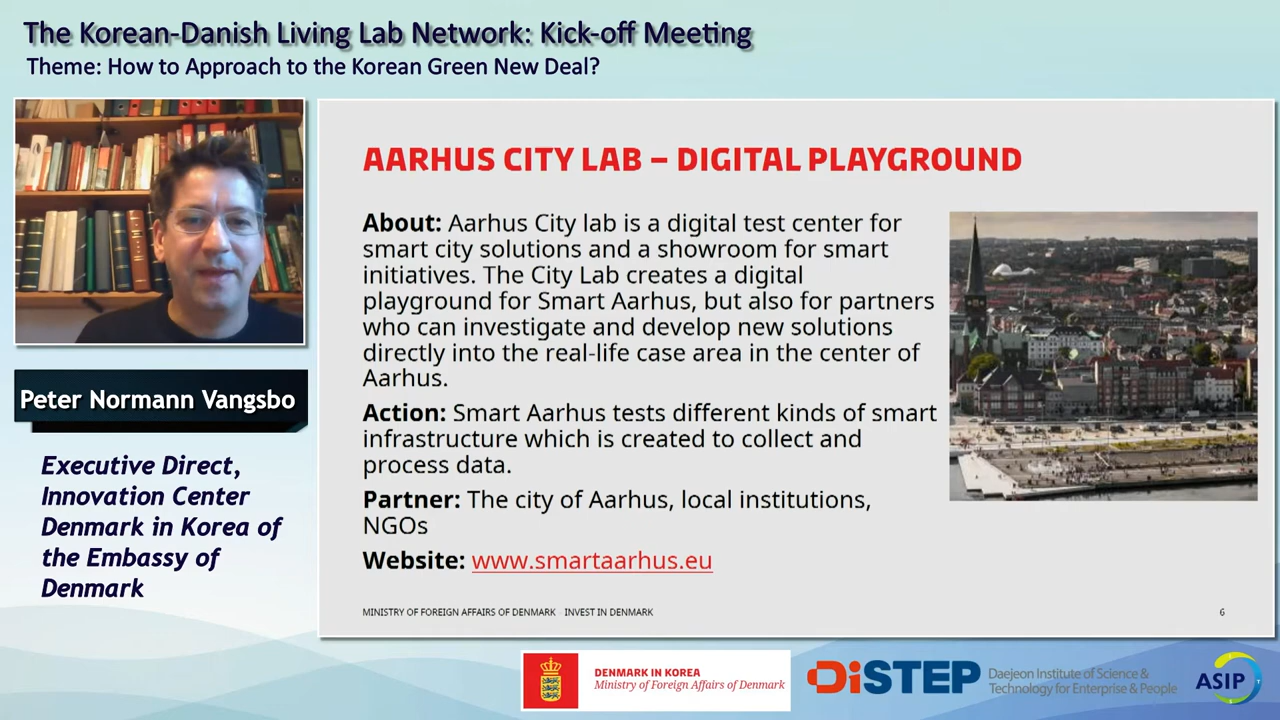 The Korean-Danish Living Lab Network: Kick-off Meeting
Theme: How to Approach to the Korean Green New Deal?
AARHUS CITY LAB – DIGITAL PLAYGROUND
About: Aarhus City lab is a digital test center for
smart city solutions and a showroom for smart
initiatives. The City Lab creates a digital
playground for Smart Aarhus, but also for partners
who can investigate and develop new solutions
directly into the real-life case area in the center of
Aarhus.
Action: Smart Aarhus tests different kinds of smart
infrastructure which is created to collect and
process data.
Partner: The city of Aarhus, local institutions,
NGOs
Website: www.smartaarhus.eu
MINISTRY OF FOREIGN AFFAIRS OF DENMARK INVEST IN DENMARK
6
Peter Normann Vangsbo
Executive Direct,
Innovation Center
Denmark in Korea of
the Embassy of
Denmark
DENMARK IN KOREA
Ministry of Foreign Affairs of Denmark
DiSTEP
Daejeon Institute of Science &
Technology for Enterprise & People
ASIP